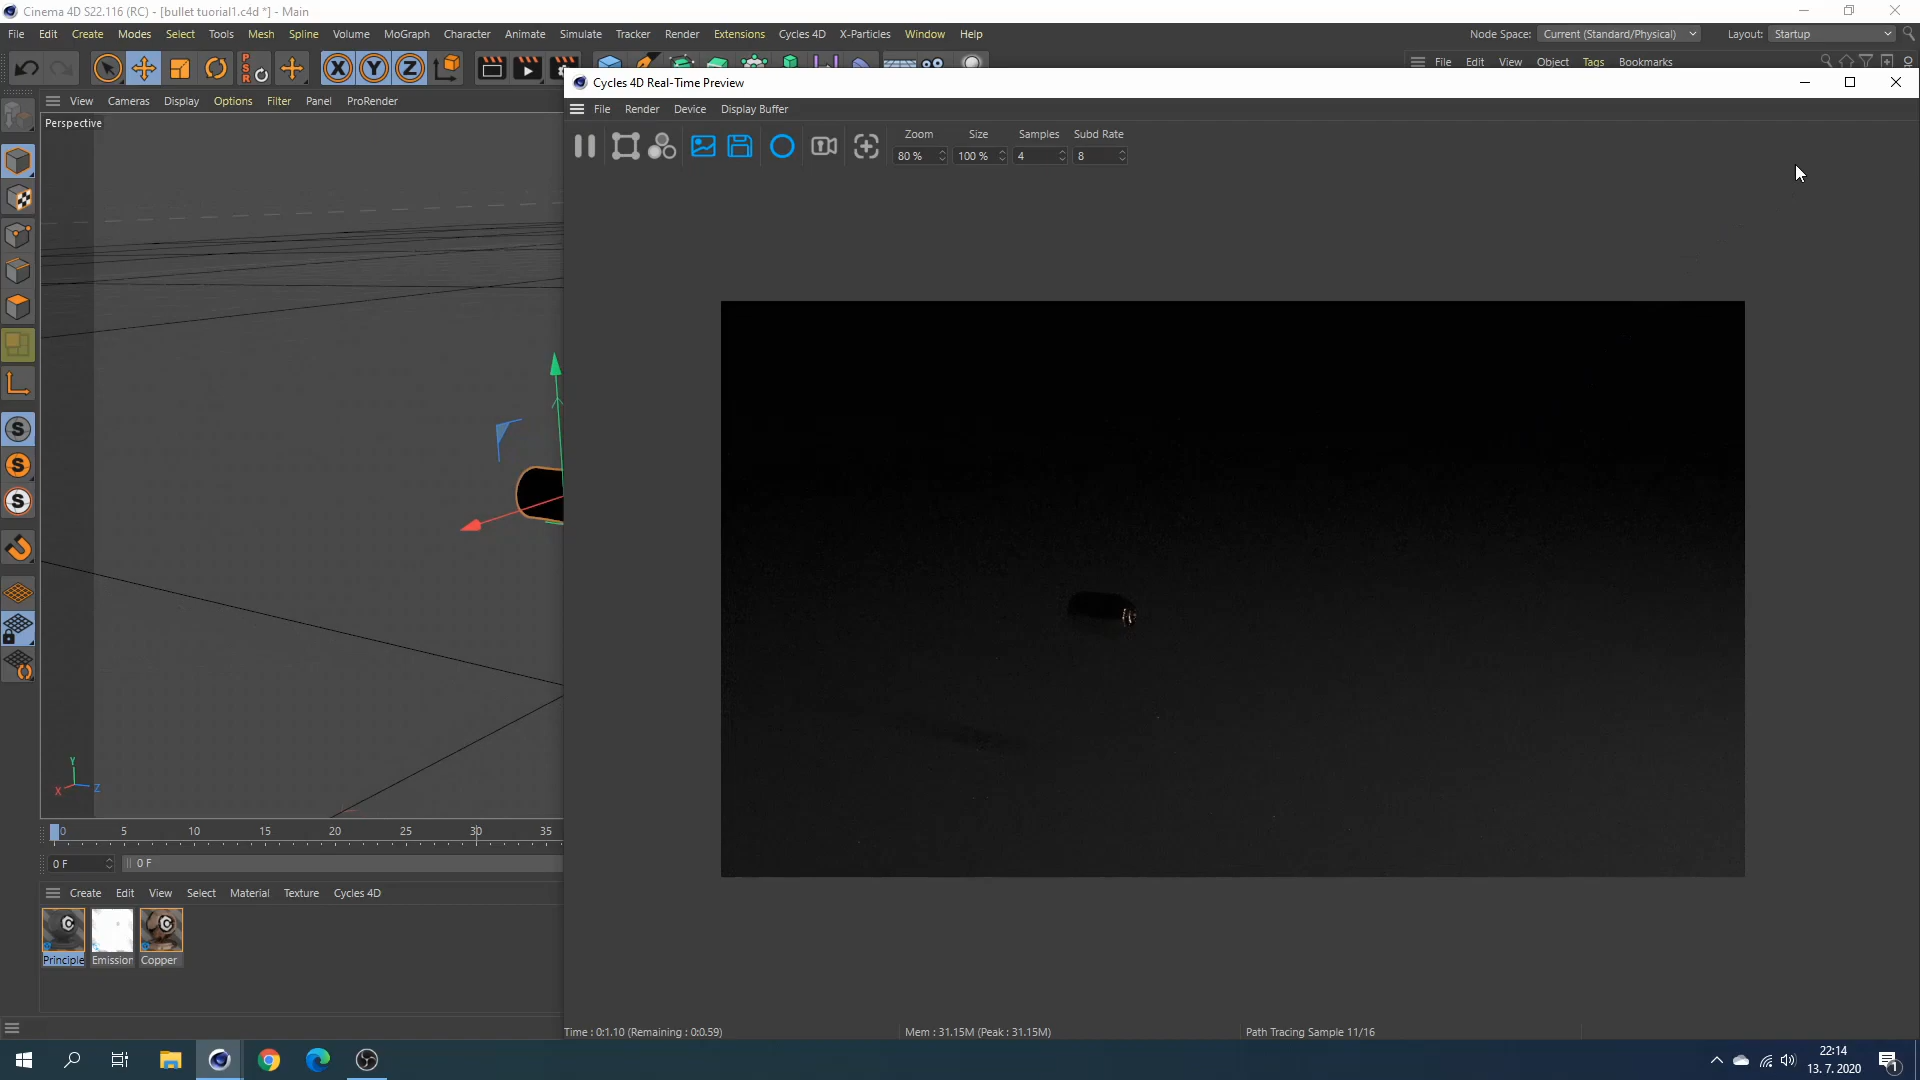 Cinema 4D S22.116 (RC) - [bullet tuorial1.c4d *] - Main
File Edit Create Modes Select Tools Mesh Spline Volume MoGraph Character Animate Simulate Tracker Render Extensions Cycles 4D X-Particles Window Help
Node Space: Current (Standard/Physical) Layout: Startup
File Edit View Object Tags Bookmarks
PSR
X Y Z
Cycles 4D Real-Time Preview
View Cameras Display Options Filter Panel ProRender
File Render Device Display Buffer
Perspective
Zoom Size Samples Subd Rate
80 % 100 % 4 8
S
S
S
Y
X Z
0 5 10 15 20 25 30 35
0 F 0 F
Create Edit View Select Material Texture Cycles 4D
Principle Emission Copper
Time : 0:1.10 (Remaining : 0:0.59) Mem : 31.15M (Peak : 31.15M) Path Tracing Sample 11/16
22:14
13. 7. 2020
1